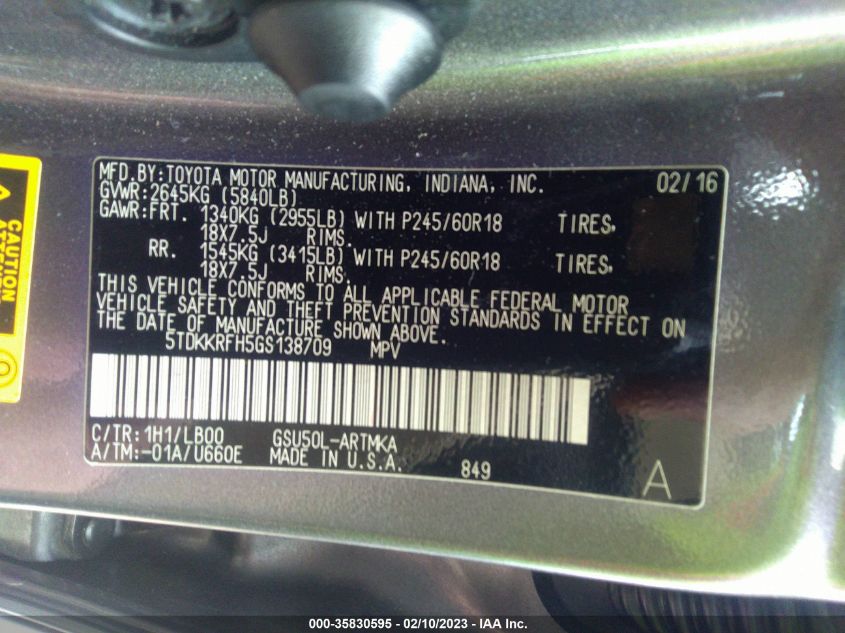 MFD.BY:TOYOTA MOTOR MANUFACTURING, INDIANA, INC. 02/16
GVWR:2645KG (5840LB)
GAWR:FRT. 1340KG (2955LB) WITH P245/60R18 TIRES,
18X7.5J RIMS.
RR. 1545KG (3415LB) WITH P245/60R18 TIRES,
18X7.5J RIMS.
THIS VEHICLE CONFORMS TO ALL APPLICABLE FEDERAL MOTOR
VEHICLE SAFETY AND THEFT PREVENTION STANDARDS IN EFFECT ON
THE DATE OF MANUFACTURE SHOWN ABOVE.
5TDKKRFH5GS138709 MPV
C/TR:1H1/LB00 GSU50L-ARTMKA
A/TM:-01A/U660E MADE IN U.S.A. 849
A
CAUTION
000-35830595 - 02/10/2023 - IAA Inc.